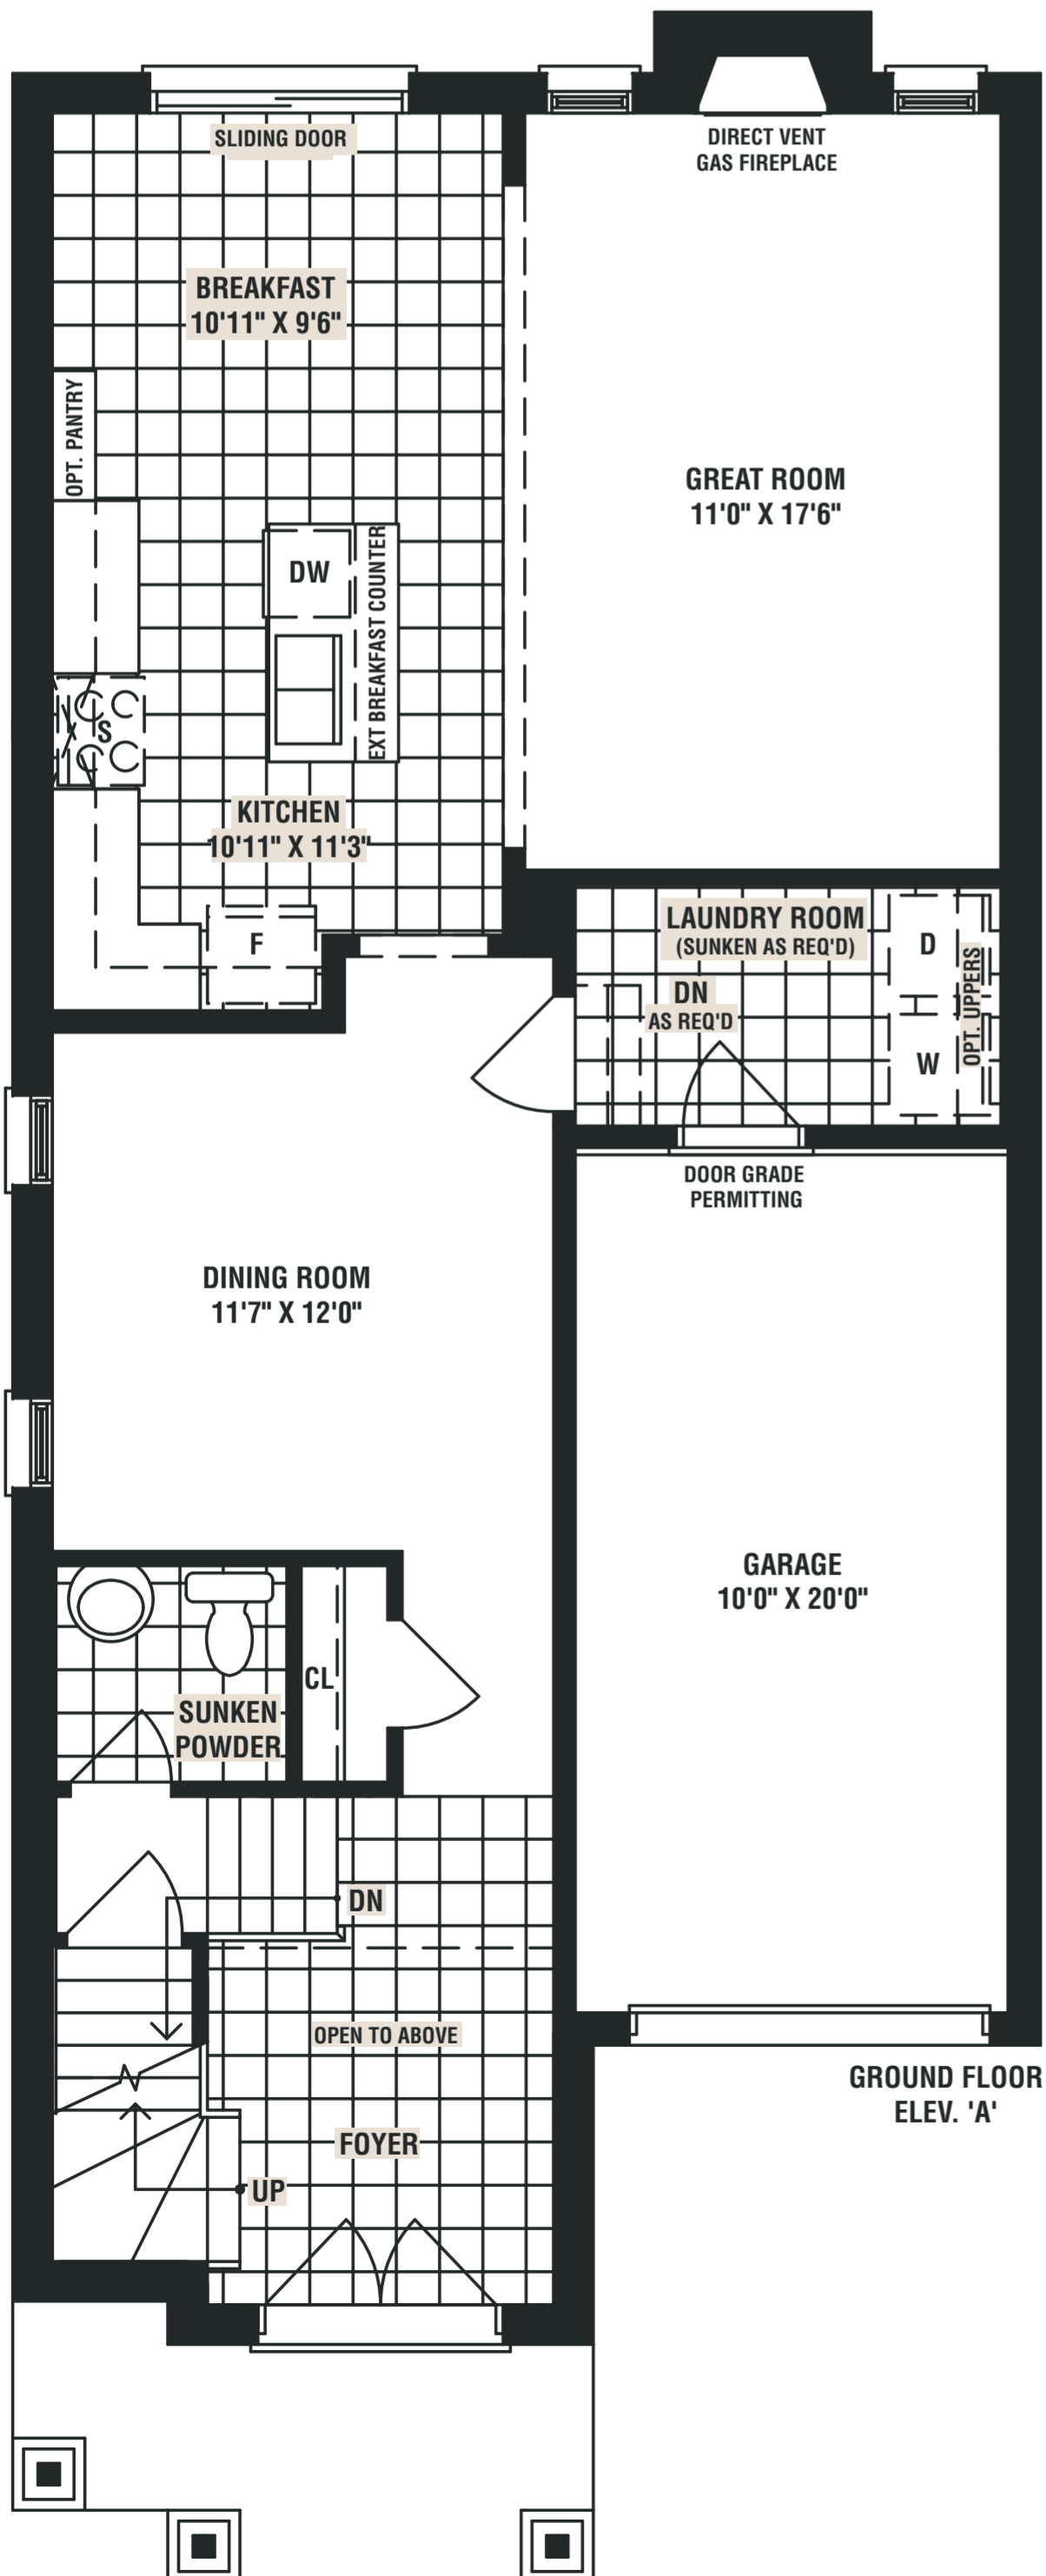 SLIDING DOOR
DIRECT VENT
GAS FIREPLACE
BREAKFAST
10'11" X 9'6"
OPT. PANTRY
GREAT ROOM
11'0" X 17'6"
DW
EXT BREAKFAST COUNTER
S
KITCHEN
10'11" X 11'3"
F
LAUNDRY ROOM
(SUNKEN AS REQ'D)
D
DN
AS REQ'D
OPT. UPPERS
W
DOOR GRADE
PERMITTING
DINING ROOM
11'7" X 12'0"
GARAGE
10'0" X 20'0"
CL
SUNKEN
POWDER
DN
OPEN TO ABOVE
GROUND FLOOR
ELEV. 'A'
FOYER
UP